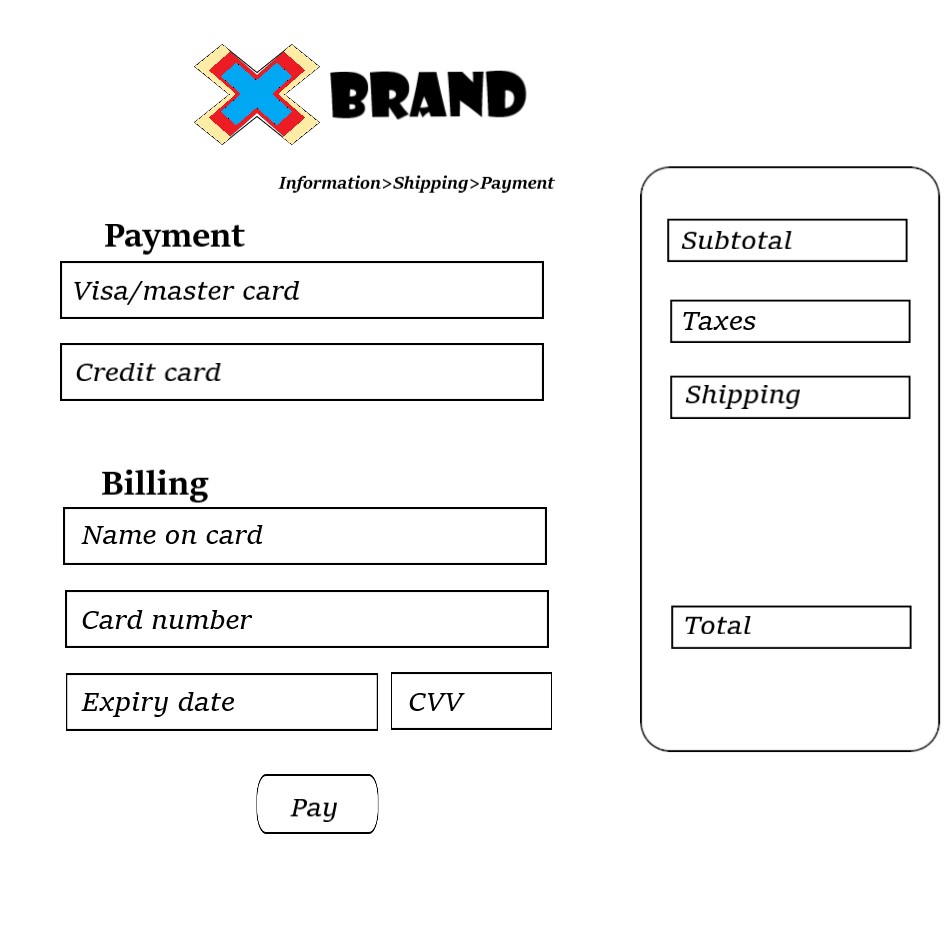 BRAND
Information>Shipping>Payment
Payment
Visa/master card
Credit card
Billing
Name on card
Card number
Expiry date
CVV
Pay
Subtotal
Taxes
Shipping
Total